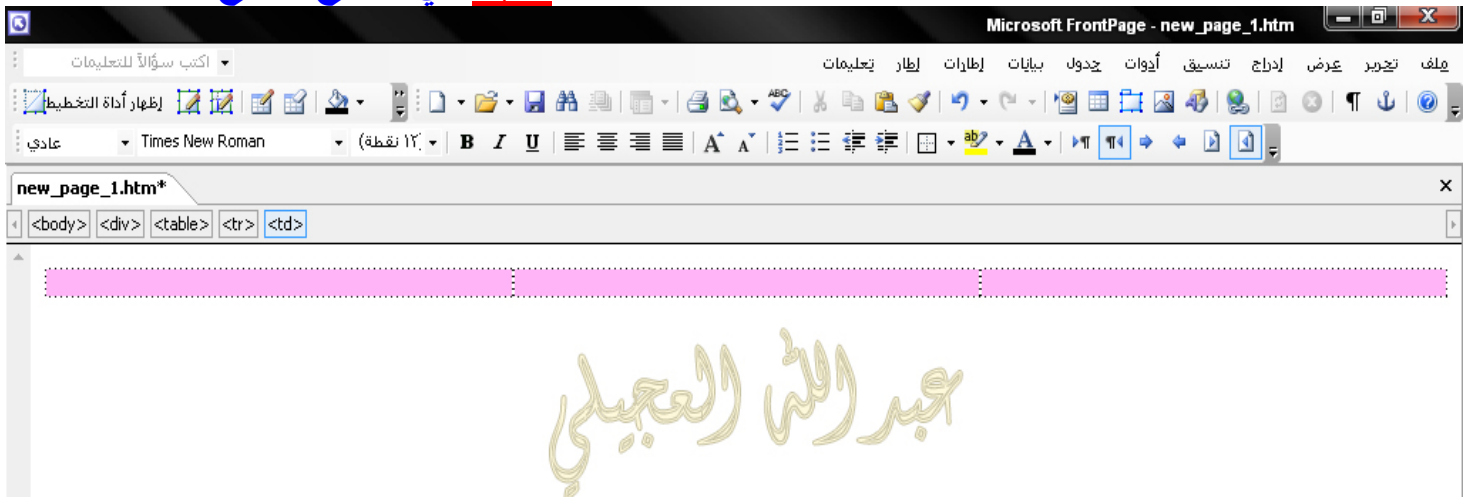 Microsoft FrontPage - new_page_1.htm
ملف تحرير عرض إدراج تنسيق أدوات جدول بيانات إطارات إطار تعليمات اكتب سؤالاً للتعليمات
إظهار أداة التخطيط
عادي Times New Roman ١٢ نقطة) B I U
new_page_1.htm*
<body> <div> <table> <tr> <td>
عبد الله العجيلي